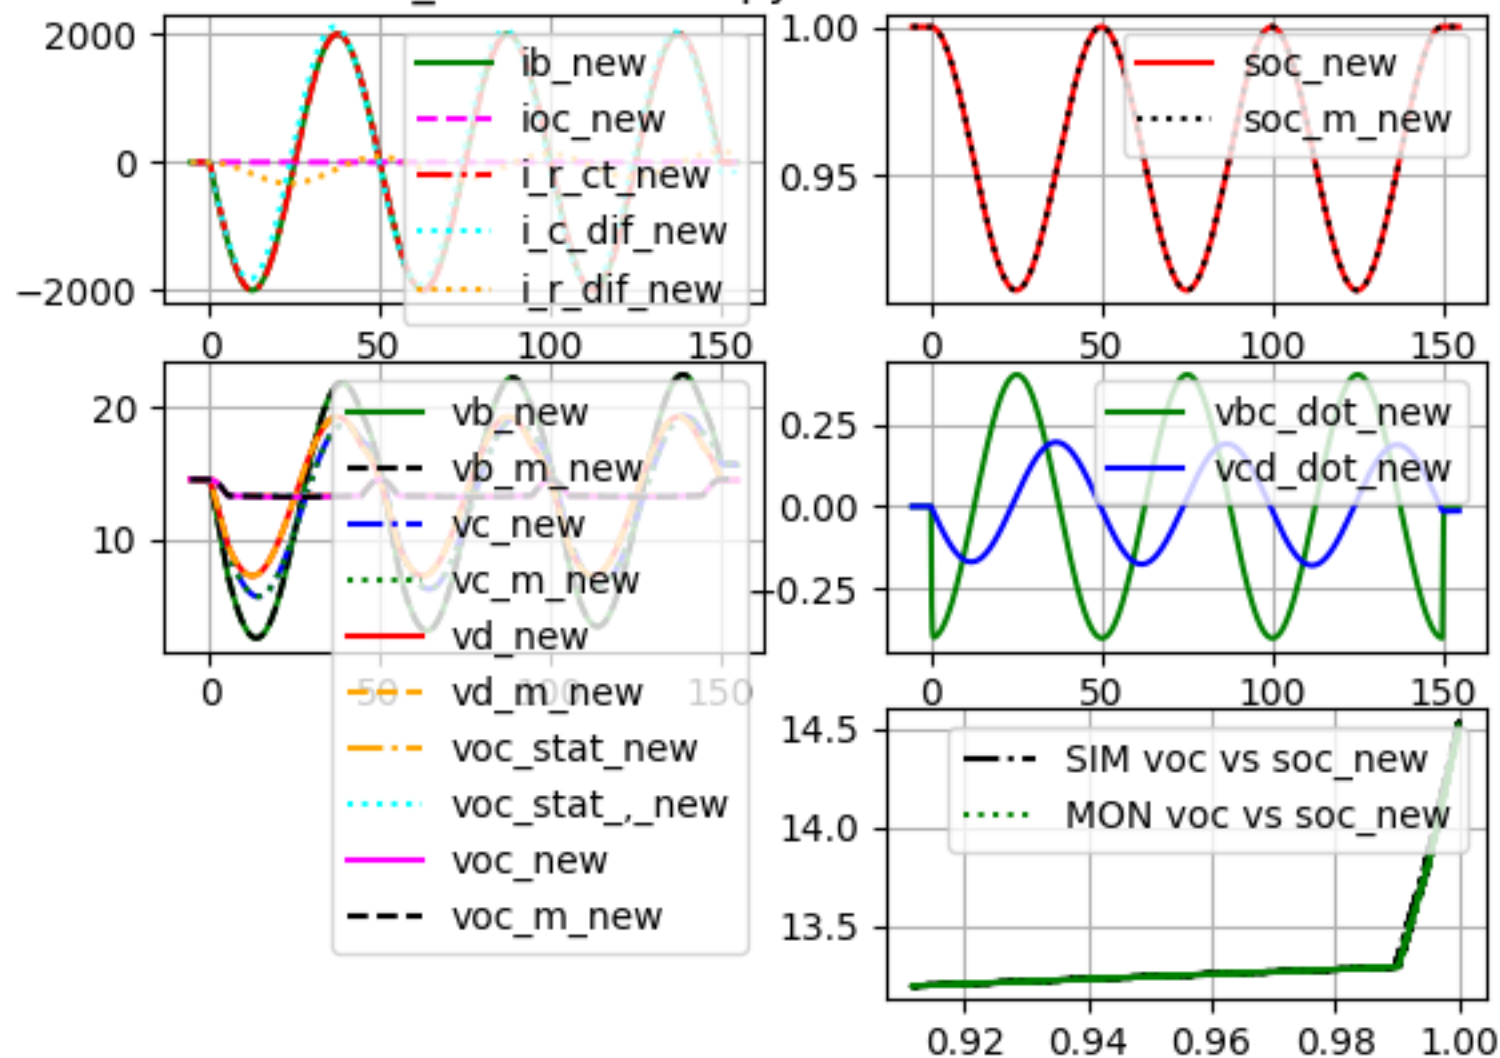 2000
0
−2000
0
50
100
150
ib_new
ioc_new
i_r_ct_new
i_c_dif_new
i_r_dif_new
1.00
0.95
0
50
100
150
soc_new
soc_m_new
20
10
0
50
100
150
vb_new
vb_m_new
vc_new
vc_m_new
vd_new
vd_m_new
voc_stat_new
voc_stat_,_new
voc_new
voc_m_new
0.25
0.00
−0.25
0
50
100
150
vbc_dot_new
vcd_dot_new
14.5
14.0
13.5
0.92
0.94
0.96
0.98
1.00
SIM voc vs soc_new
MON voc vs soc_new